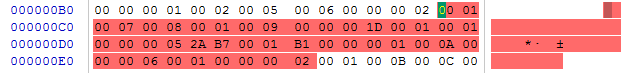 000000B0 00 00 00 01 00 02 00 05 00 06 00 00 00 02 00 01
000000C0 00 07 00 08 00 01 00 09 00 00 00 1D 00 01 00 01
000000D0 00 00 00 05 2A B7 00 01 B1 00 00 00 01 00 0A 00 *· ±
000000E0 00 00 06 00 01 00 00 00 02 00 01 00 0B 00 0C 00